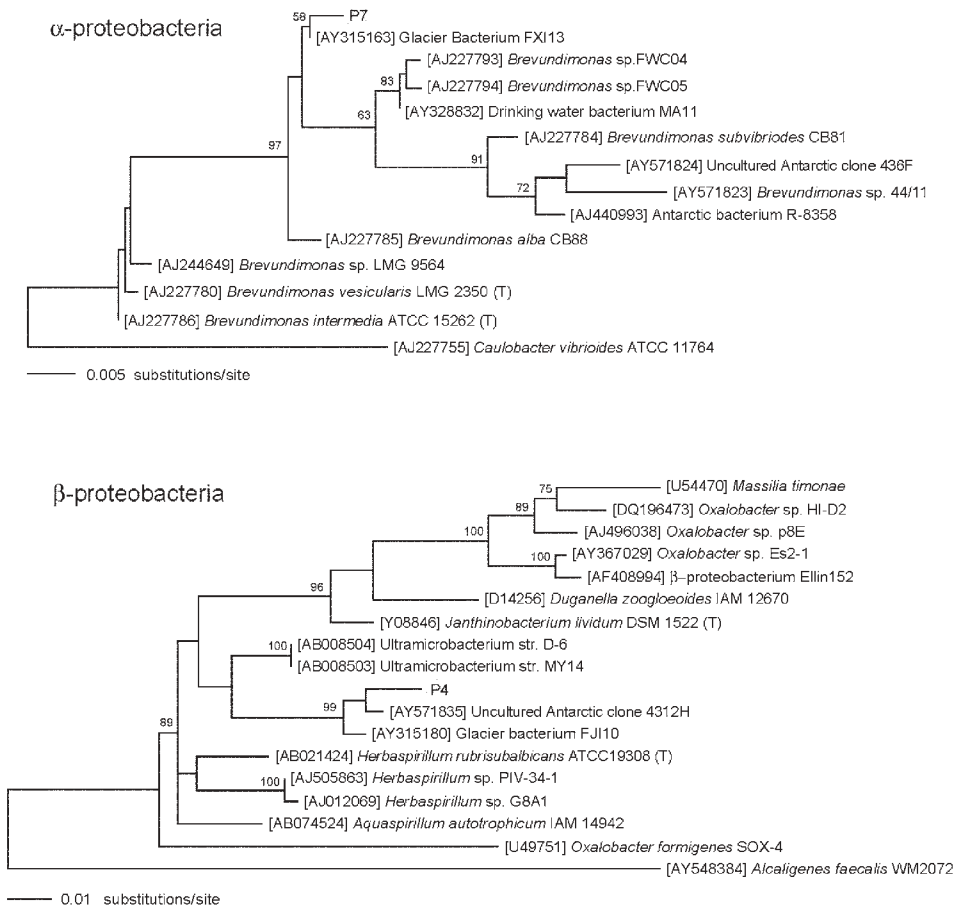 α-proteobacteria
58
P7
[AY315163] Glacier Bacterium FXI13
[AJ227793] Brevundimonas sp.FWC04
83
[AJ227794] Brevundimonas sp.FWC05
[AY328832] Drinking water bacterium MA11
63
[AJ227784] Brevundimonas subvibriodes CB81
97
91
[AY571824] Uncultured Antarctic clone 436F
72
[AY571823] Brevundimonas sp. 44/11
[AJ440993] Antarctic bacterium R-8358
[AJ227785] Brevundimonas alba CB88
[AJ244649] Brevundimonas sp. LMG 9564
[AJ227780] Brevundimonas vesicularis LMG 2350 (T)
[AJ227786] Brevundimonas intermedia ATCC 15262 (T)
[AJ227755] Caulobacter vibrioides ATCC 11764
0.005 substitutions/site
β-proteobacteria
75
[U54470] Massilia timonae
89
[DQ196473] Oxalobacter sp. HI-D2
100
[AJ496038] Oxalobacter sp. p8E
100
[AY367029] Oxalobacter sp. Es2-1
[AF408994] β-proteobacterium Ellin152
96
[D14256] Duganella zoogloeoides IAM 12670
[Y08846] Janthinobacterium lividum DSM 1522 (T)
100
[AB008504] Ultramicrobacterium str. D-6
[AB008503] Ultramicrobacterium str. MY14
P4
99
[AY571835] Uncultured Antarctic clone 4312H
[AY315180] Glacier bacterium FJI10
89
[AB021424] Herbaspirillum rubrisubalbicans ATCC19308 (T)
100
[AJ505863] Herbaspirillum sp. PIV-34-1
[AJ012069] Herbaspirillum sp. G8A1
[AB074524] Aquaspirillum autotrophicum IAM 14942
[U49751] Oxalobacter formigenes SOX-4
[AY548384] Alcaligenes faecalis WM2072
0.01 substitutions/site